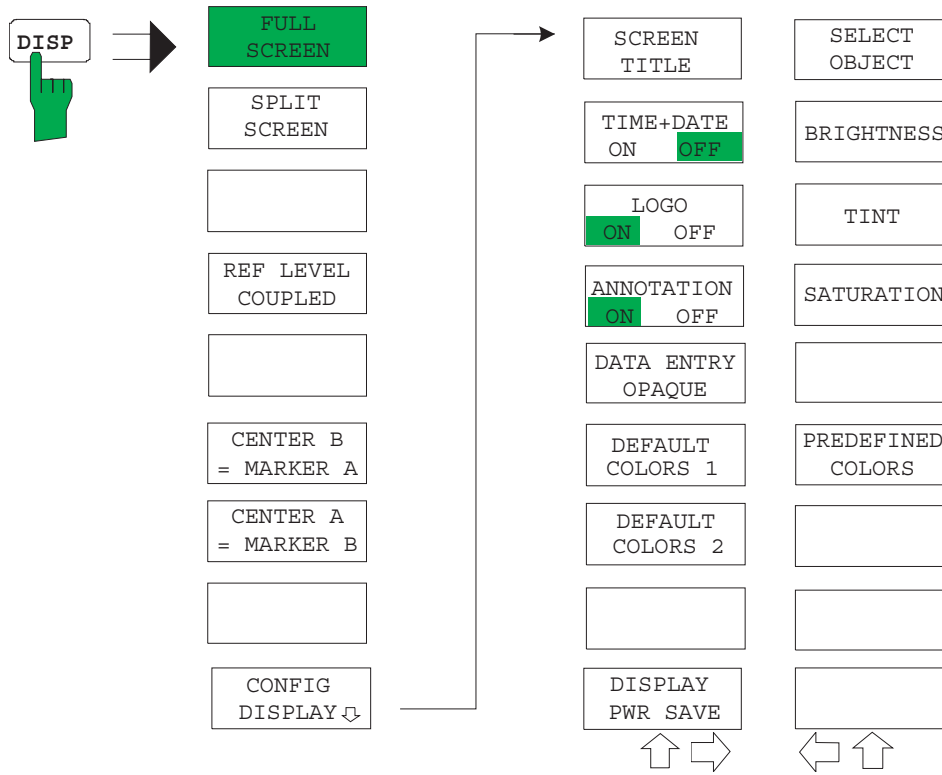 DISP
FULL
SCREEN
SPLIT
SCREEN
REF LEVEL
COUPLED
CENTER B
= MARKER A
CENTER A
= MARKER B
CONFIG
DISPLAY
SCREEN
TITLE
TIME+DATE
ON OFF
LOGO
ON OFF
ANNOTATION
ON OFF
DATA ENTRY
OPAQUE
DEFAULT
COLORS 1
DEFAULT
COLORS 2
DISPLAY
PWR SAVE
SELECT
OBJECT
BRIGHTNESS
TINT
SATURATION
PREDEFINED
COLORS